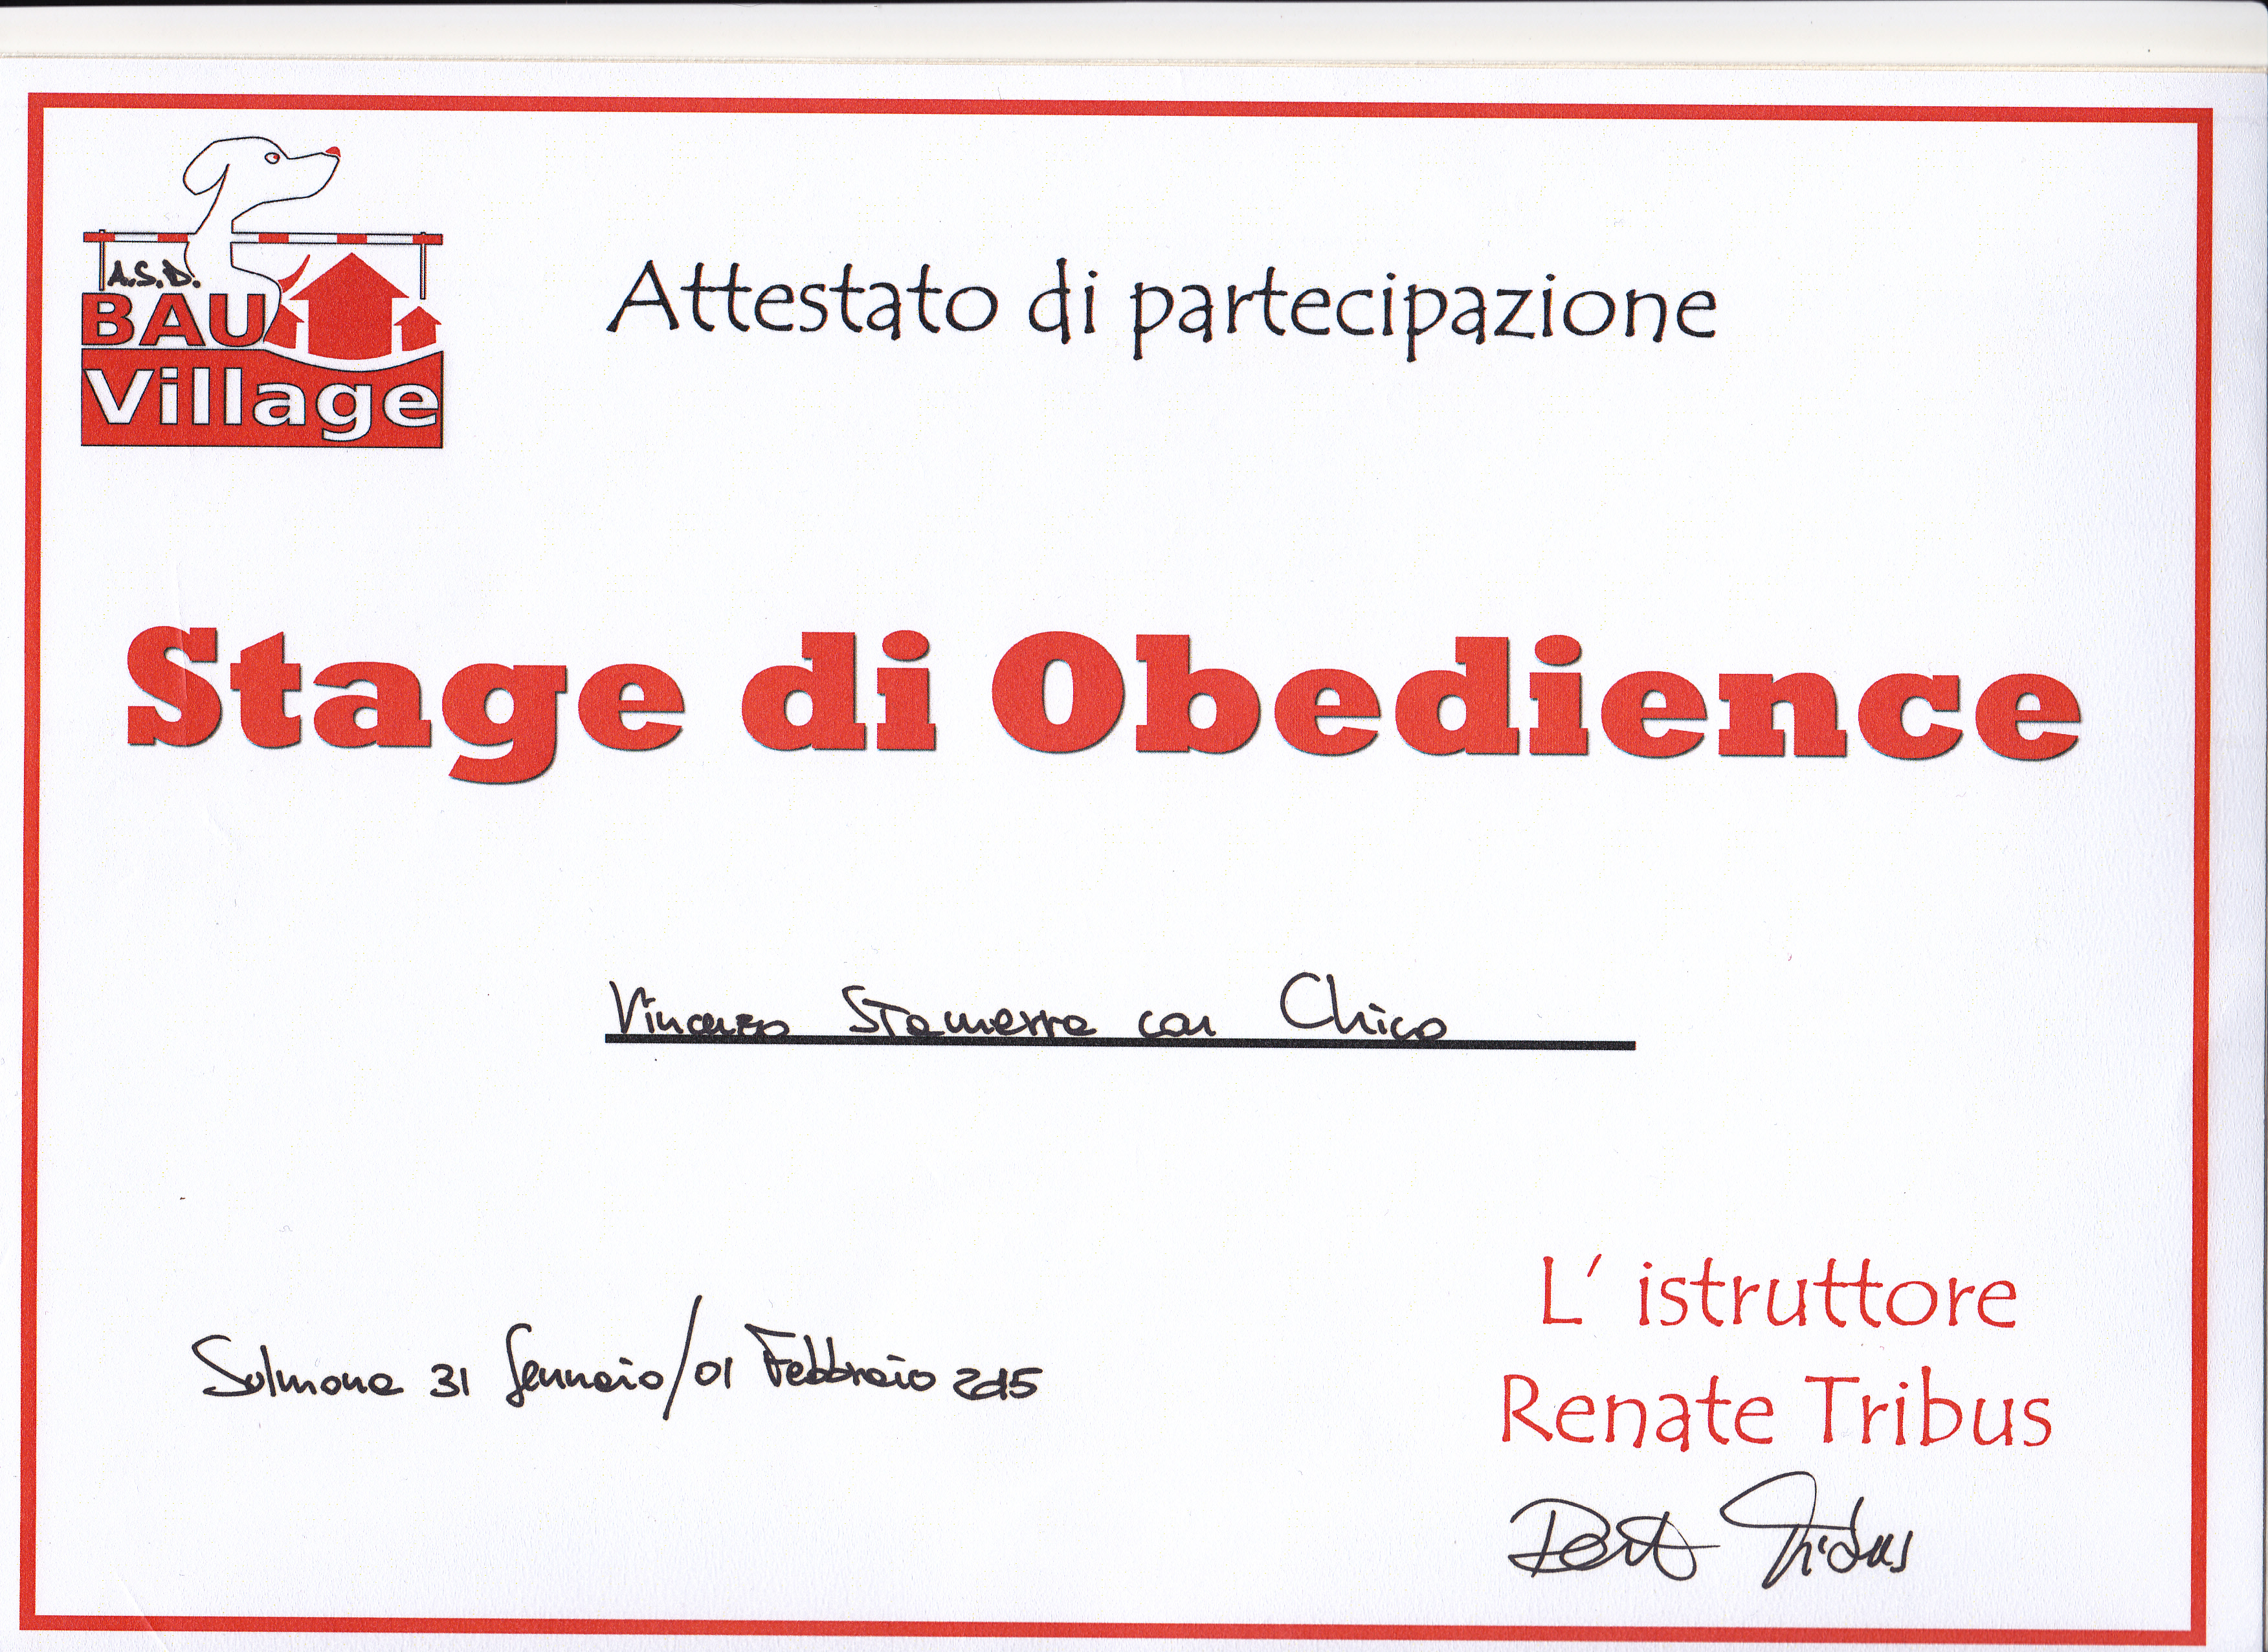 A.S.D.
BAU
Village
Attestato di partecipazione
Stage di Obedience
Vincenzo Stamerra con Chico
Sulmona 31 Gennaio/01 Febbraio 2015
L' istruttore
Renate Tribus